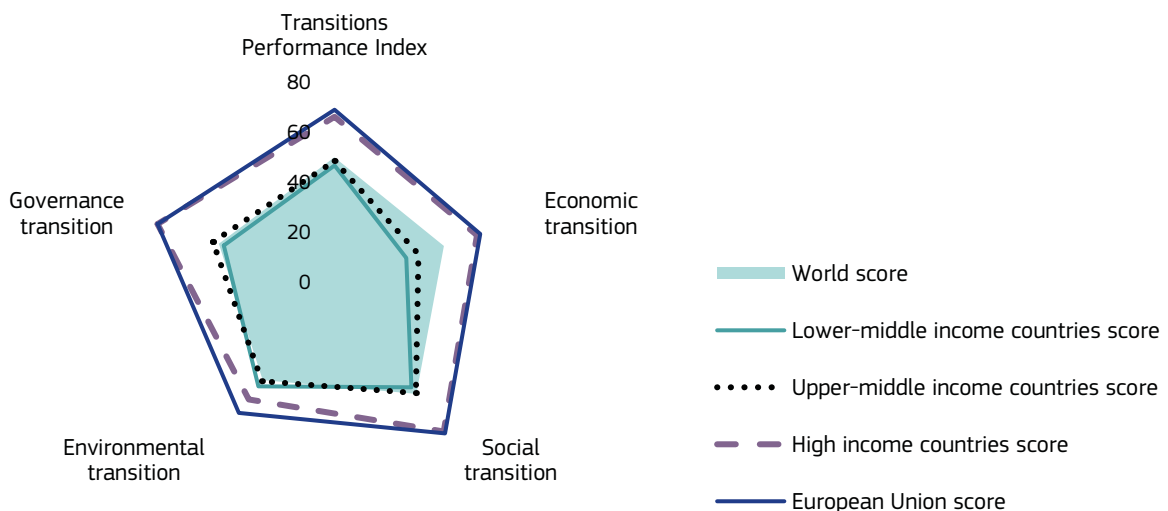 Transitions
Performance Index
80
60
40
20
0
Governance
transition
Economic
transition
Environmental
transition
Social
transition
World score
Lower-middle income countries score
Upper-middle income countries score
High income countries score
European Union score